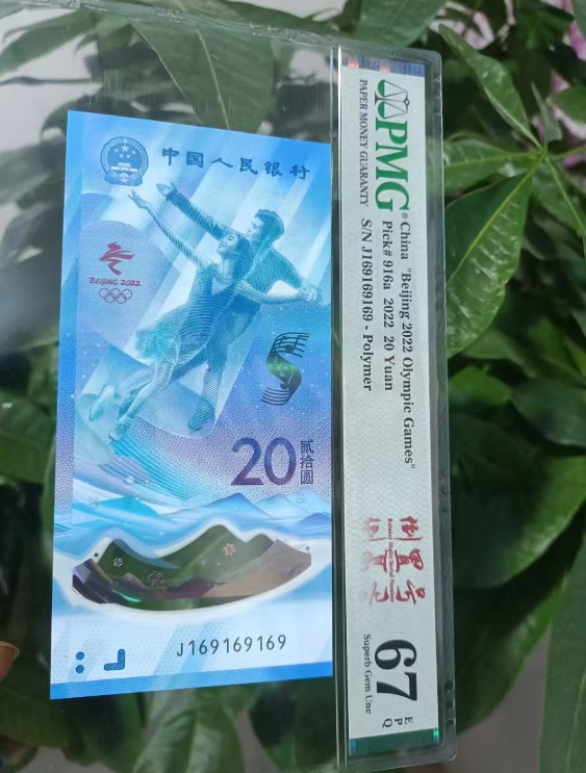 中国人民银行
BEIJING 2022
20
贰拾圆
J169169169
PMG®
PAPER MONEY GUARANTY
China "Beijing 2022 Olympic Games"
Pick# 916a 2022 20 Yuan
S/N J169169169 - Polymer
67
EPQ
Superb Gem Unc